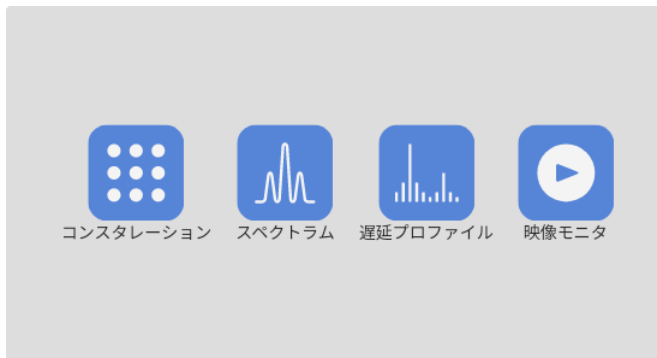 コンスタレーション
スペクトラム
遅延プロファイル
映像モニタ